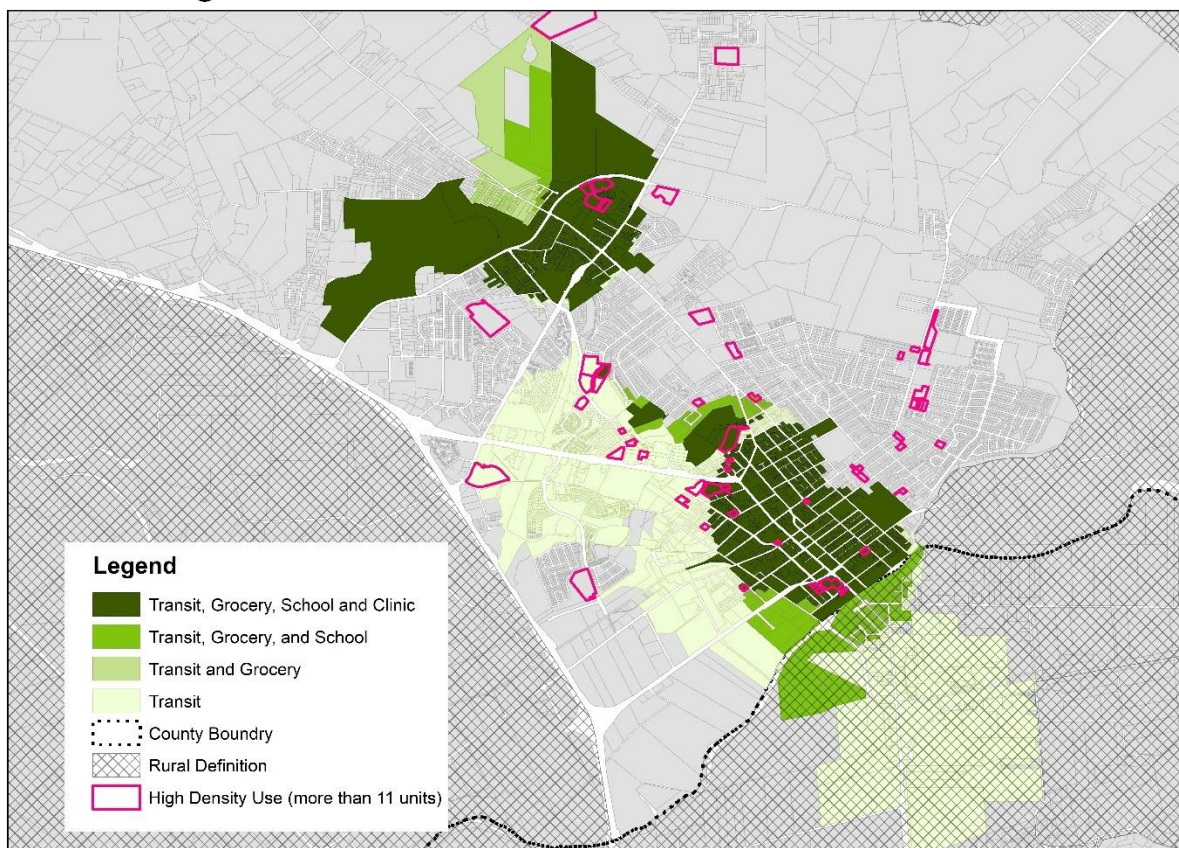 Legend
Transit, Grocery, School and Clinic
Transit, Grocery, and School
Transit and Grocery
Transit
County Boundry
Rural Definition
High Density Use (more than 11 units)